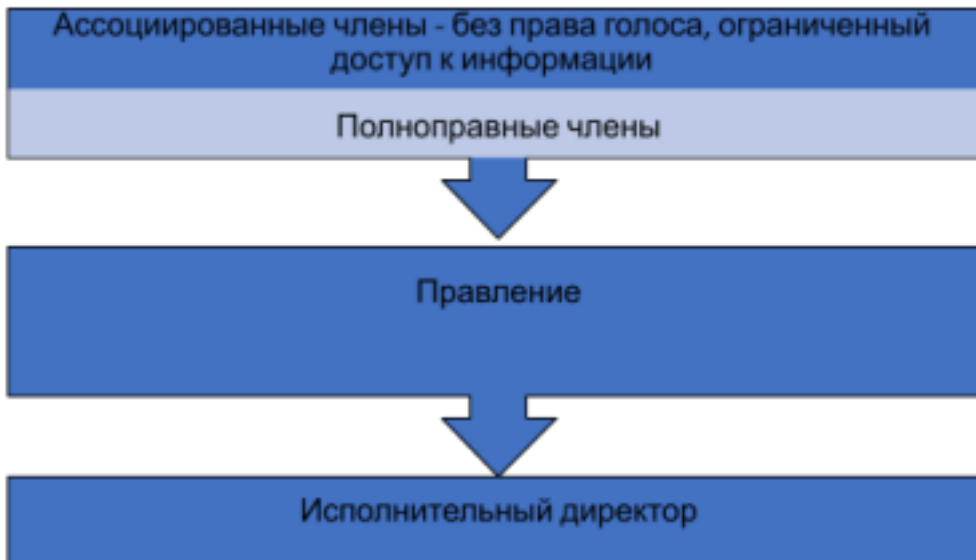 Ассоциированные члены - без права голоса, ограниченный
доступ к информации
Полноправные члены
Правление
Исполнительный директор